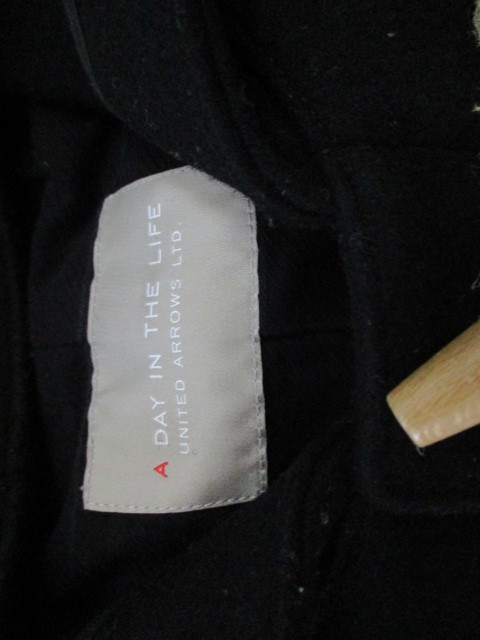 A DAY IN THE LIFE
UNITED ARROWS LTD.